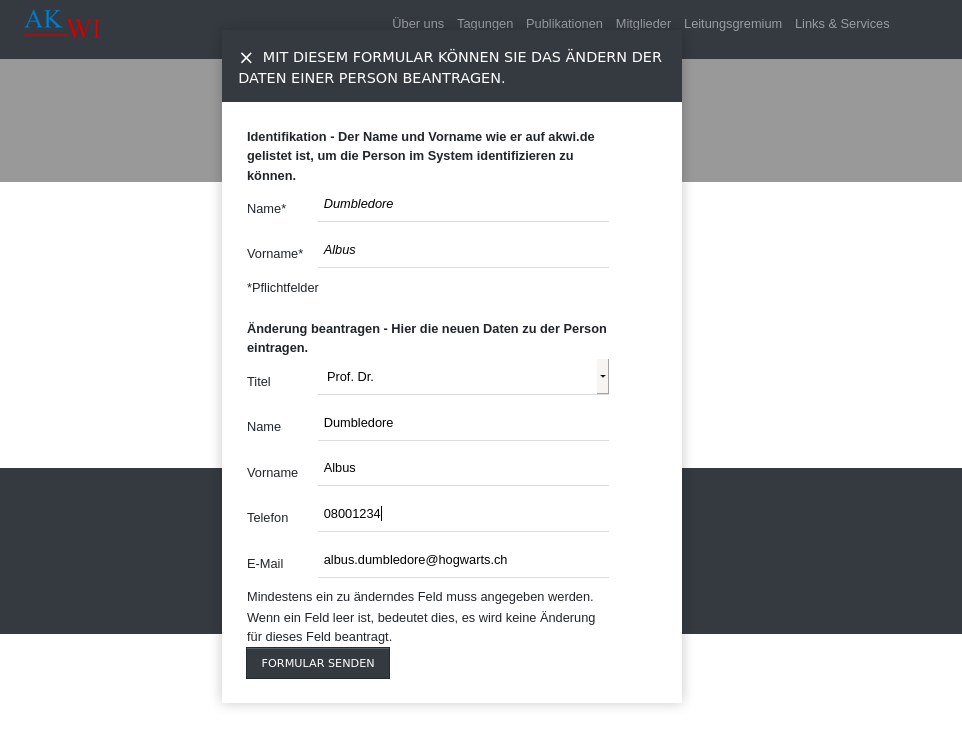 AKWI
Über uns Tagungen Publikationen Mitglieder Leitungsgremium Links & Services
× MIT DIESEM FORMULAR KÖNNEN SIE DAS ÄNDERN DER
DATEN EINER PERSON BEANTRAGEN.
Identifikation - Der Name und Vorname wie er auf akwi.de
gelistet ist, um die Person im System identifizieren zu
können.
Name* Dumbledore
Vorname* Albus
*Pflichtfelder
Änderung beantragen - Hier die neuen Daten zu der Person
eintragen.
Titel Prof. Dr.
Name Dumbledore
Vorname Albus
Telefon 08001234
E-Mail albus.dumbledore@hogwarts.ch
Mindestens ein zu änderndes Feld muss angegeben werden.
Wenn ein Feld leer ist, bedeutet dies, es wird keine Änderung
für dieses Feld beantragt.
FORMULAR SENDEN